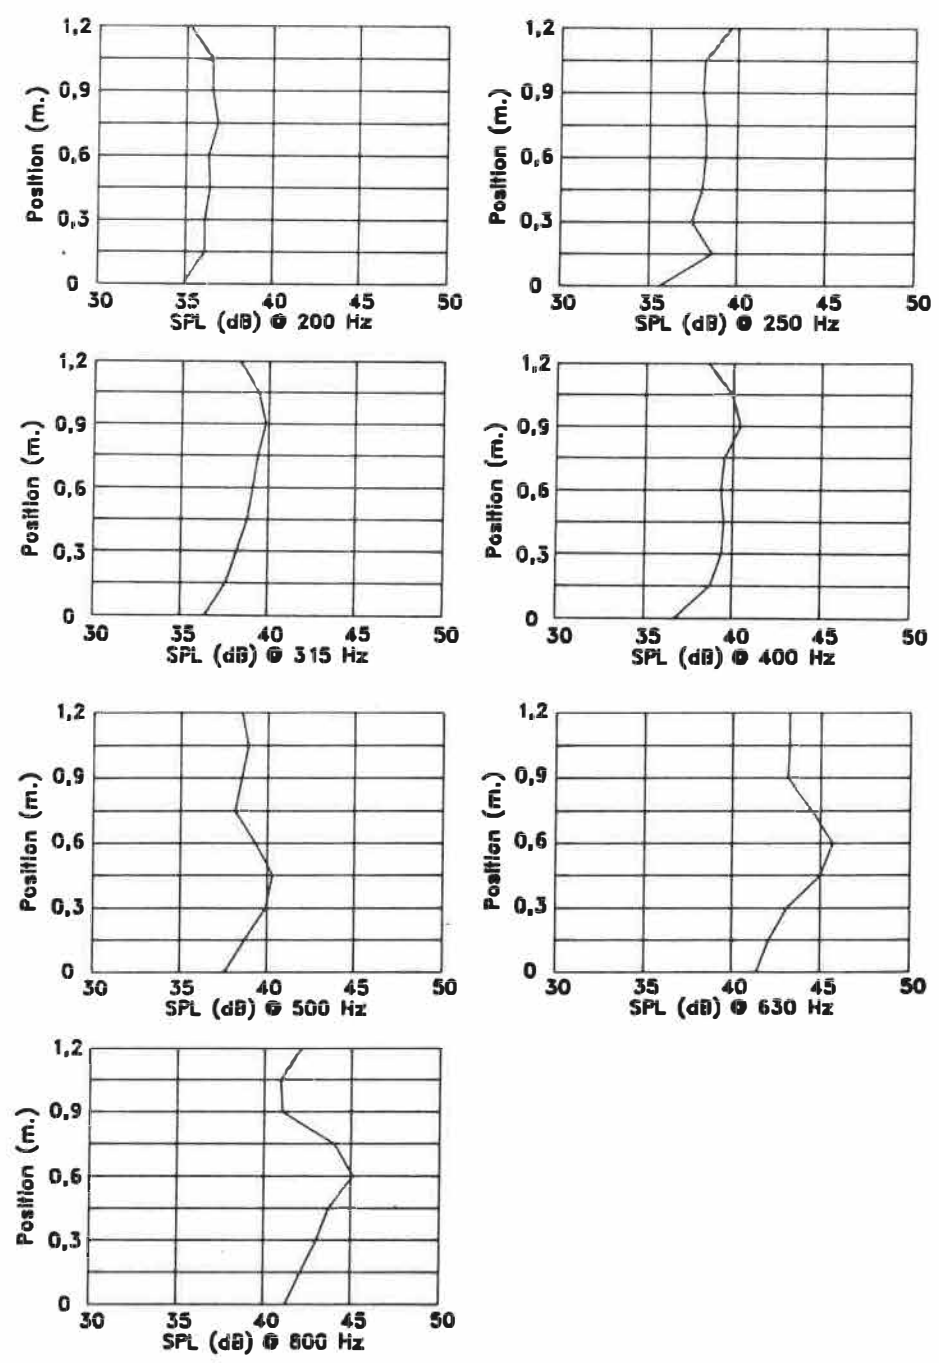 1,2
0,9
0,6
0,3
0
Position (m.)
30 35 40 45 50
SPL (dB) @ 200 Hz
1,2
0,9
0,6
0,3
0
Position (m.)
30 35 40 45 50
SPL (dB) @ 250 Hz
1,2
0,9
0,6
0,3
0
Position (m.)
30 35 40 45 50
SPL (dB) @ 315 Hz
1,2
0,9
0,6
0,3
0
Position (m.)
30 35 40 45 50
SPL (dB) @ 400 Hz
1,2
0,9
0,6
0,3
0
Position (m.)
30 35 40 45 50
SPL (dB) @ 500 Hz
1,2
0,9
0,6
0,3
0
Position (m.)
30 35 40 45 50
SPL (dB) @ 630 Hz
1,2
0,9
0,6
0,3
0
Position (m.)
30 35 40 45 50
SPL (dB) @ 800 Hz